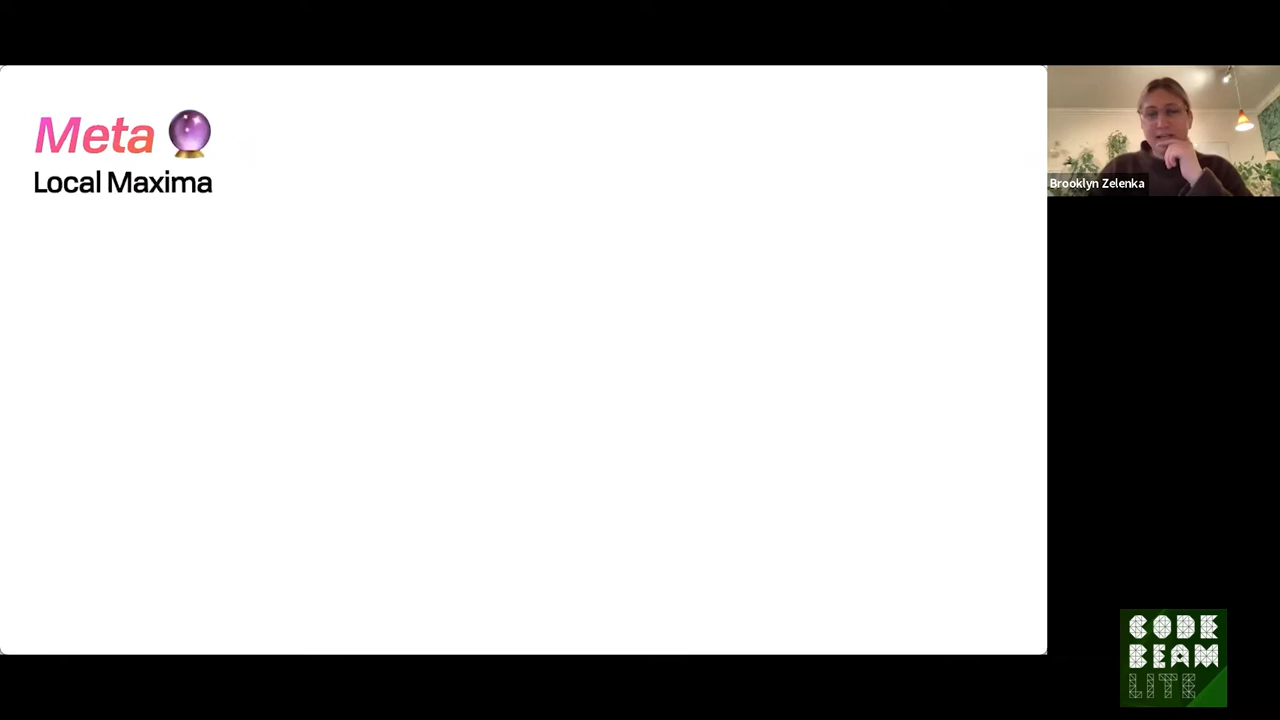 Meta
Local Maxima
Brooklyn Zelenka
CODE
BEAM
LITE